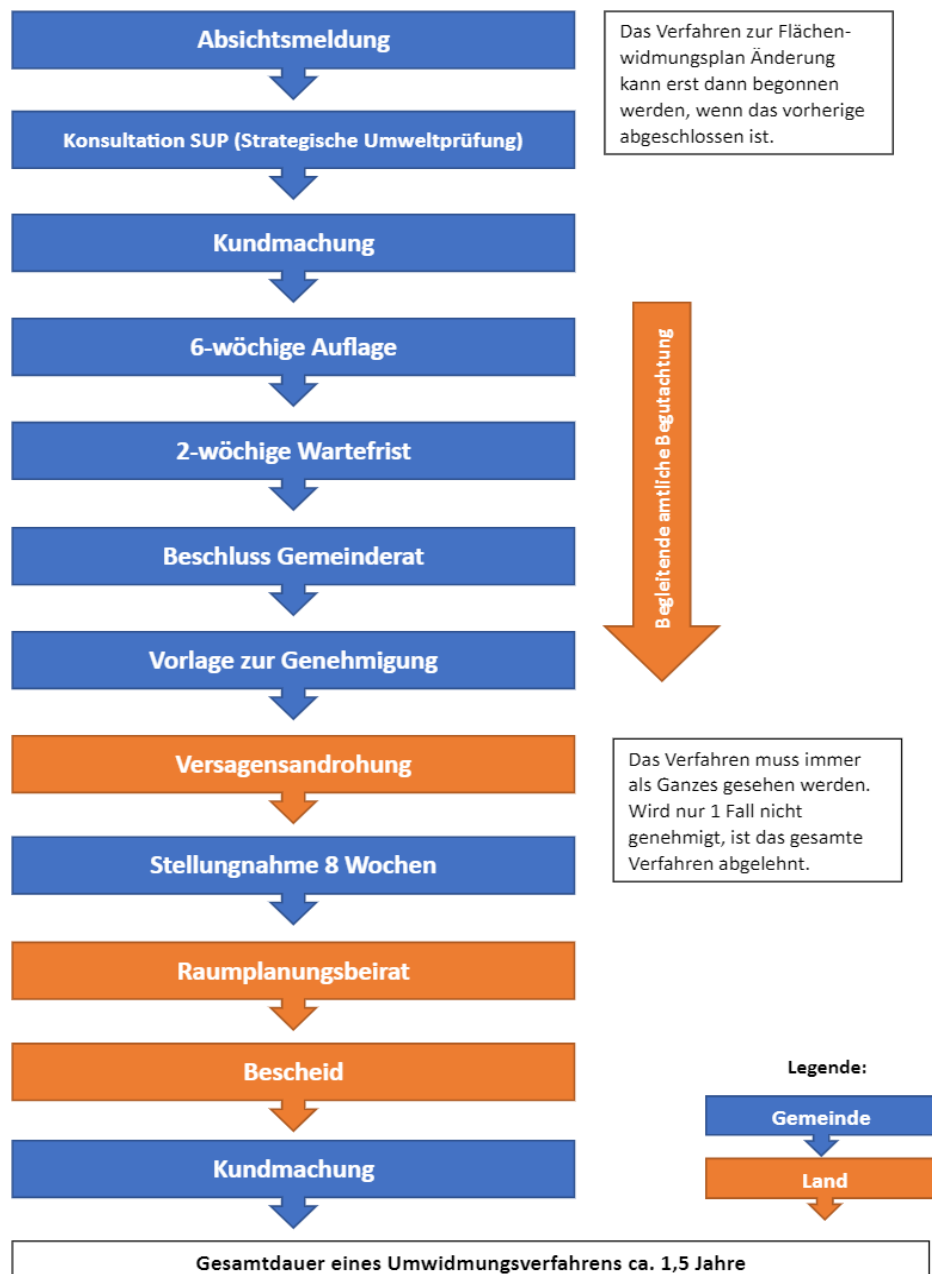 Absichtsmeldung
Das Verfahren zur Flächen-
widmungsplan Änderung
kann erst dann begonnen
werden, wenn das vorherige
abgeschlossen ist.
Konsultation SUP (Strategische Umweltprüfung)
Kundmachung
6-wöchige Auflage
2-wöchige Wartefrist
Beschluss Gemeinderat
Vorlage zur Genehmigung
Begleitende amtliche Begutachtung
Versagensandrohung
Das Verfahren muss immer
als Ganzes gesehen werden.
Wird nur 1 Fall nicht
genehmigt, ist das gesamte
Verfahren abgelehnt.
Stellungnahme 8 Wochen
Raumplanungsbeirat
Bescheid
Kundmachung
Legende:
Gemeinde
Land
Gesamtdauer eines Umwidmungsverfahrens ca. 1,5 Jahre